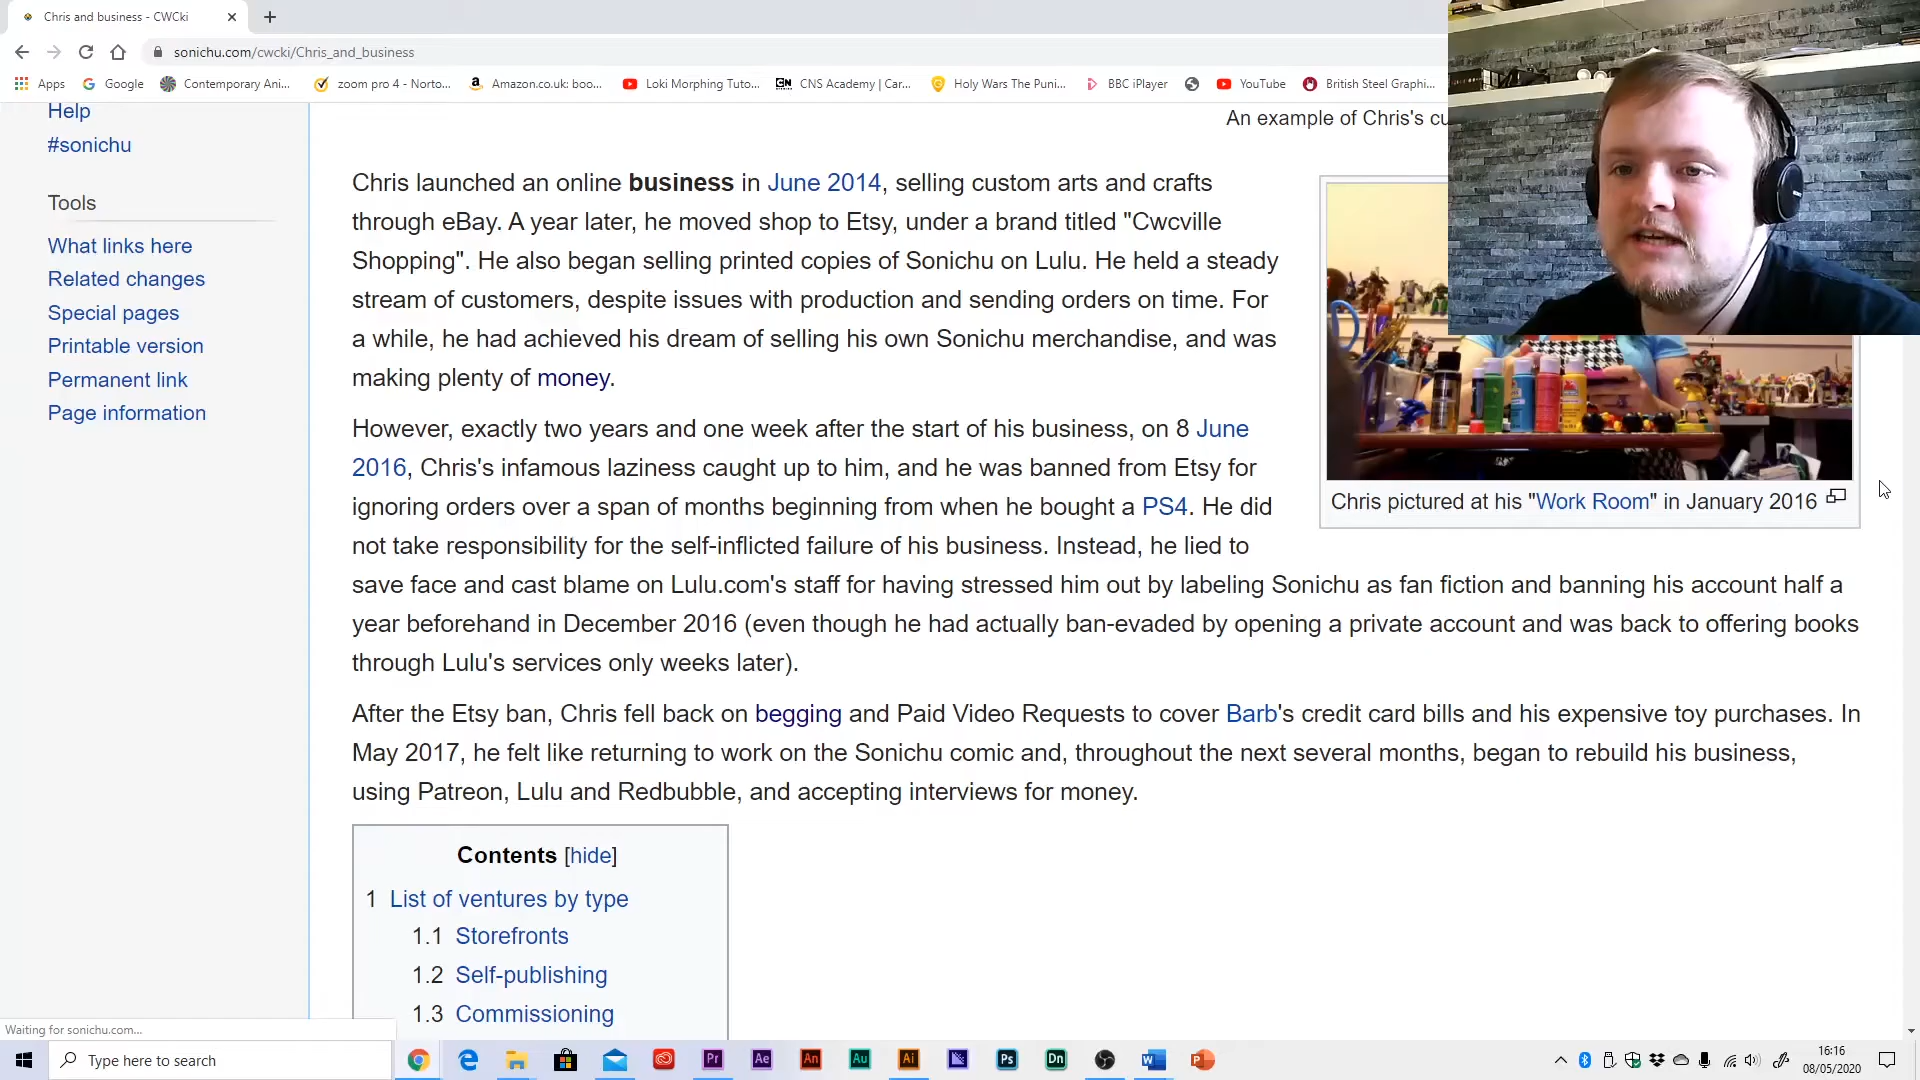 Chris and business - CWCki
sonichu.com/cwcki/Chris_and_business
Apps Google Contemporary Ani... zoom pro 4 - Norto... Amazon.co.uk: boo... Loki Morphing Tuto... CNS Academy | Car... Holy Wars The Puni... BBC iPlayer YouTube British Steel Graphi...
Help
#sonichu
Tools
What links here
Related changes
Special pages
Printable version
Permanent link
Page information
An example of Chris's cu
Chris launched an online business in June 2014, selling custom arts and crafts
through eBay. A year later, he moved shop to Etsy, under a brand titled "Cwcville
Shopping". He also began selling printed copies of Sonichu on Lulu. He held a steady
stream of customers, despite issues with production and sending orders on time. For
a while, he had achieved his dream of selling his own Sonichu merchandise, and was
making plenty of money.
Chris pictured at his "Work Room" in January 2016
However, exactly two years and one week after the start of his business, on 8 June
2016, Chris's infamous laziness caught up to him, and he was banned from Etsy for
ignoring orders over a span of months beginning from when he bought a PS4. He did
not take responsibility for the self-inflicted failure of his business. Instead, he lied to
save face and cast blame on Lulu.com's staff for having stressed him out by labeling Sonichu as fan fiction and banning his account half a
year beforehand in December 2016 (even though he had actually ban-evaded by opening a private account and was back to offering books
through Lulu's services only weeks later).
After the Etsy ban, Chris fell back on begging and Paid Video Requests to cover Barb's credit card bills and his expensive toy purchases. In
May 2017, he felt like returning to work on the Sonichu comic and, throughout the next several months, began to rebuild his business,
using Patreon, Lulu and Redbubble, and accepting interviews for money.
Contents [hide]
1 List of ventures by type
1.1 Storefronts
1.2 Self-publishing
1.3 Commissioning
Waiting for sonichu.com...
Type here to search
Pr Ae An Au Ai Ps Dn
16:16
08/05/2020